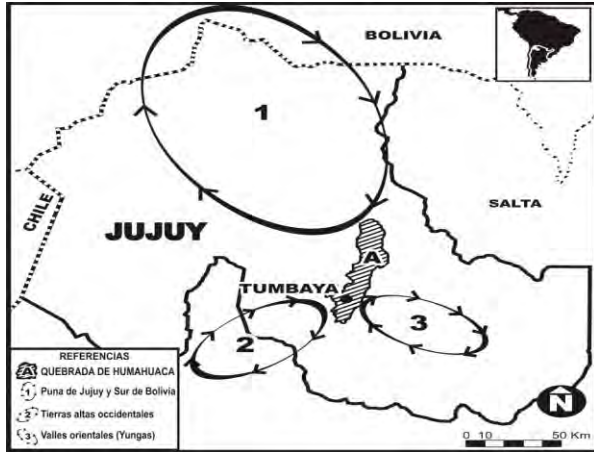 BOLIVIA
1
CHILE
SALTA
JUJUY
A
TUMBAYA
2
3
REFERENCIAS
A QUEBRADA DE HUMAHUACA
1 Puna de Jujuy y Sur de Bolivia
2 Tierras altas occidentales
3 Valles orientales (Yungas)
N
0 10 50 Km